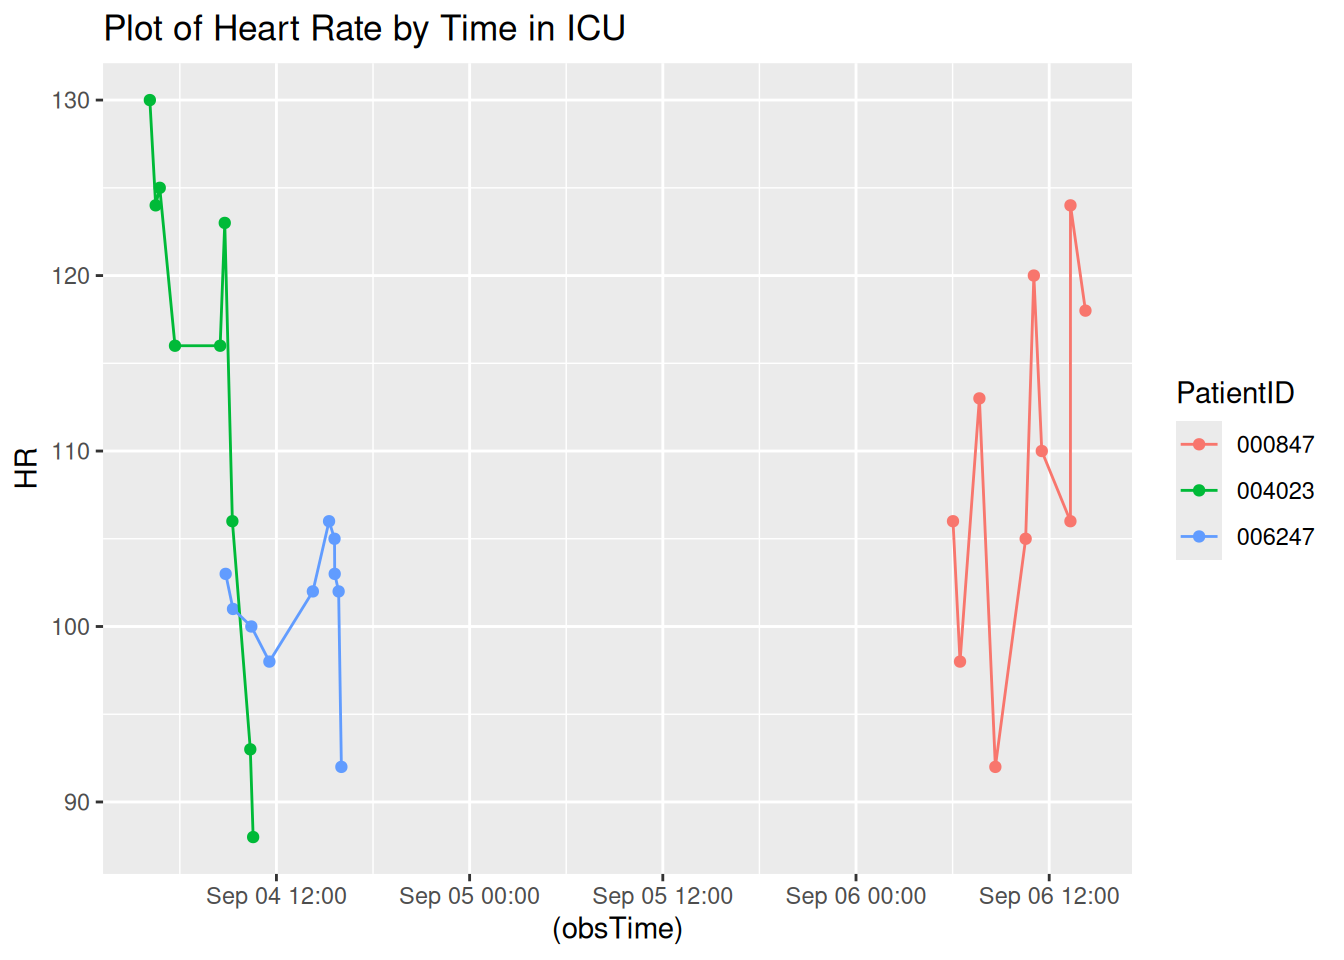 Plot of Heart Rate by Time in ICU
130
120
110
100
90
HR
Sep 04 12:00
Sep 05 00:00
Sep 05 12:00
Sep 06 00:00
Sep 06 12:00
(obsTime)
PatientID
000847
004023
006247